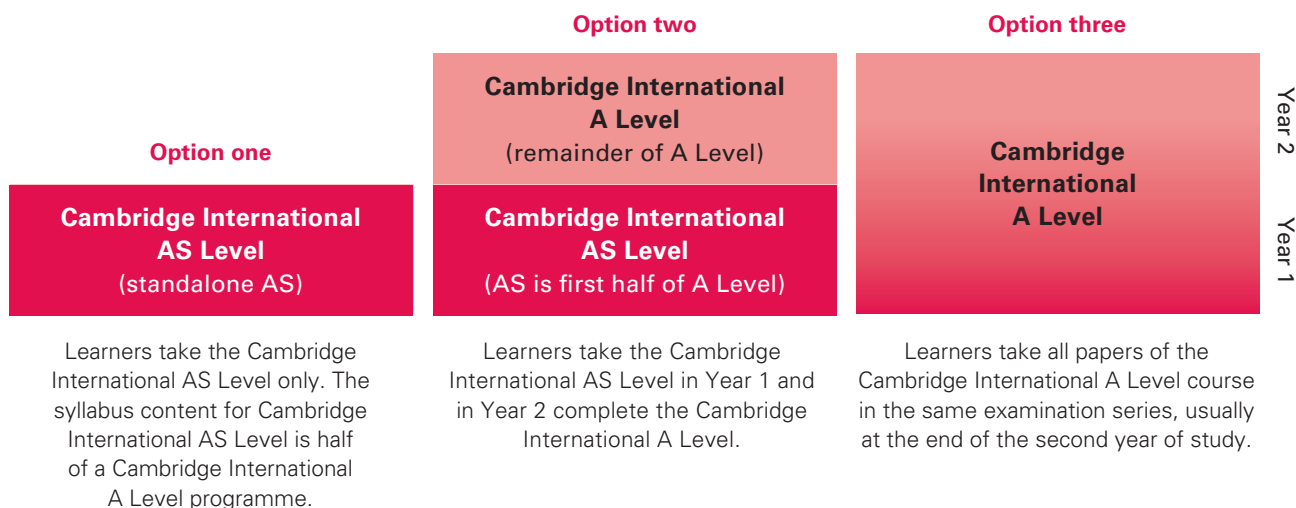 Option one
Cambridge International
AS Level
(standalone AS)
Learners take the Cambridge
International AS Level only. The
syllabus content for Cambridge
International AS Level is half
of a Cambridge International
A Level programme.
Option two
Cambridge International
A Level
(remainder of A Level)
Cambridge International
AS Level
(AS is first half of A Level)
Learners take the Cambridge
International AS Level in Year 1 and
in Year 2 complete the Cambridge
International A Level.
Option three
Cambridge
International
A Level
Learners take all papers of the
Cambridge International A Level course
in the same examination series, usually
at the end of the second year of study.
Year 2
Year 1